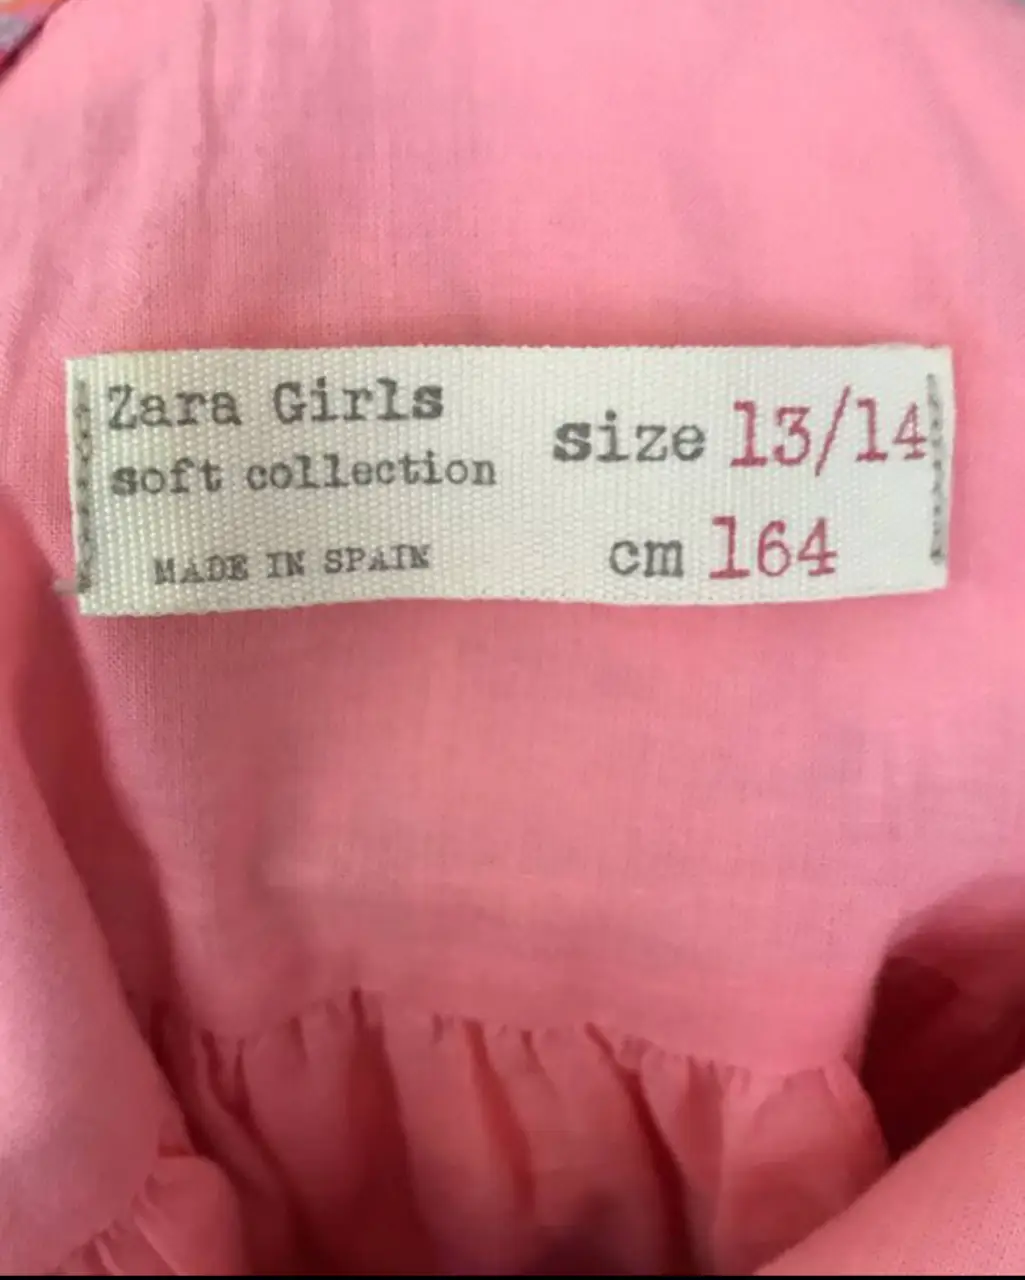 Zara Girls
soft collection
MADE IN SPAIN
size 13/14
cm 164